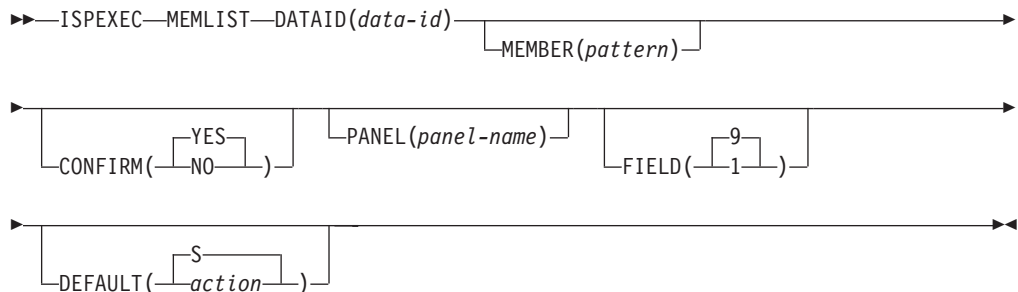 ISPEXEC MEMLIST DATAID(data-id)
MEMBER(pattern)
YES
CONFIRM( NO )
PANEL(panel-name)
9
FIELD( 1 )
S
DEFAULT( action )